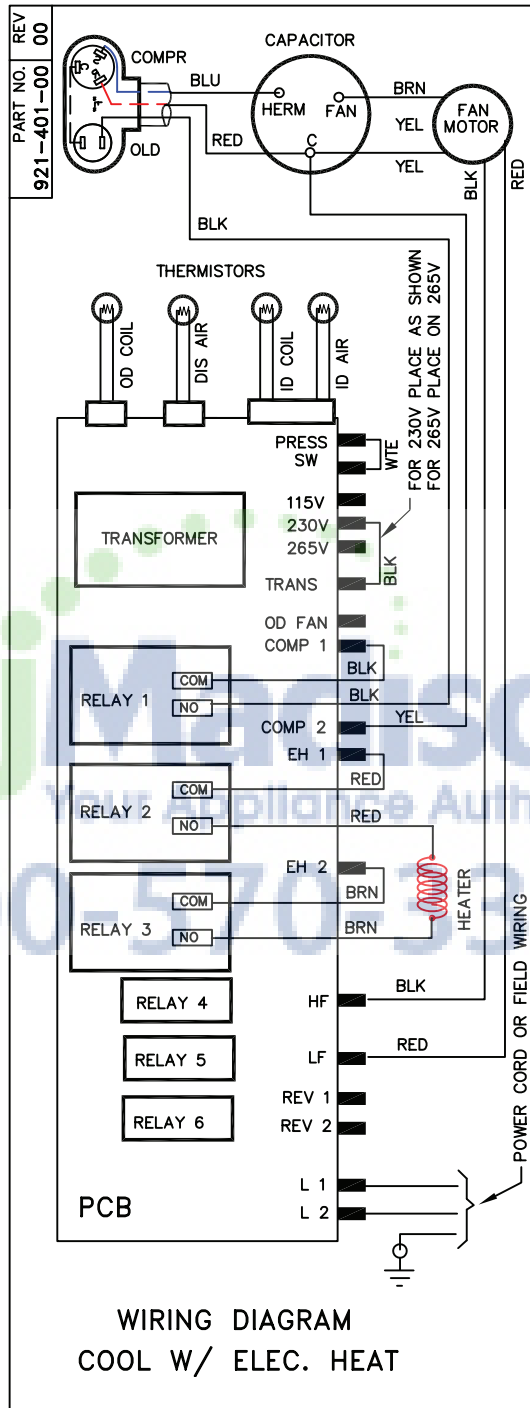 PART NO. REV
921-401-00 00
COMPR
OLD
CAPACITOR
BLU
HERM
FAN
C
BRN
YEL
FAN
MOTOR
RED
YEL
BLK
RED
BLK
THERMISTORS
OD COIL
DIS AIR
ID COIL
ID AIR
FOR 230V PLACE AS SHOWN
FOR 265V PLACE ON 265V
PRESS
SW
WTE
115V
230V
265V
TRANS
BLK
TRANSFORMER
OD FAN
COMP 1
BLK
RELAY 1
COM
NO
BLK
COMP 2
YEL
EH 1
RED
RELAY 2
COM
NO
RED
EH 2
BRN
RELAY 3
COM
NO
BRN
HEATER
RELAY 4
HF
BLK
RELAY 5
LF
RED
RELAY 6
REV 1
REV 2
L 1
L 2
POWER CORD OR FIELD WIRING
PCB
WIRING DIAGRAM
COOL W/ ELEC. HEAT
Your Appliance Auth